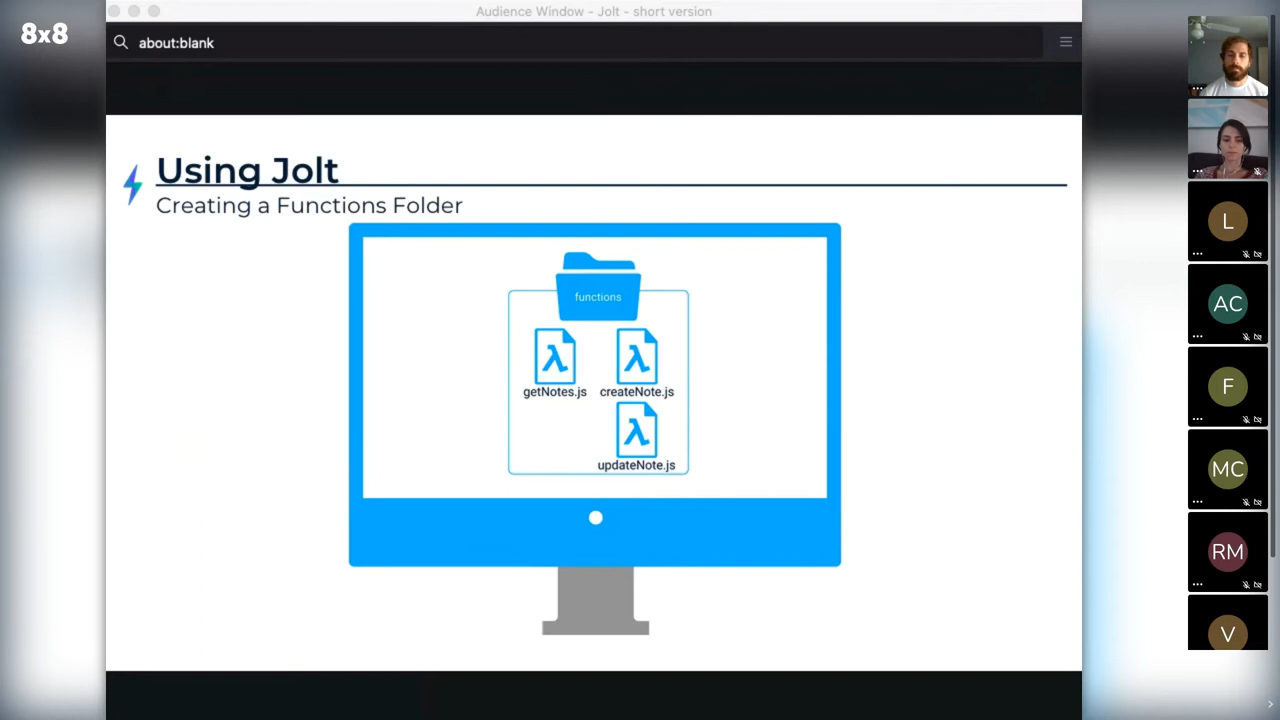 8x8
Audience Window - Jolt - short version
about:blank
Using Jolt
Creating a Functions Folder
functions
λ
λ
getNotes.js
createNote.js
λ
updateNote.js
L
AC
F
MC
RM
V